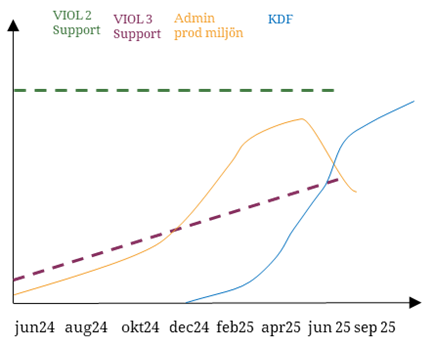 VIOL 2
Support
VIOL 3
Support
Admin
prod miljön
KDF
jun24 aug24 okt24 dec24 feb25 apr25 jun 25 sep 25